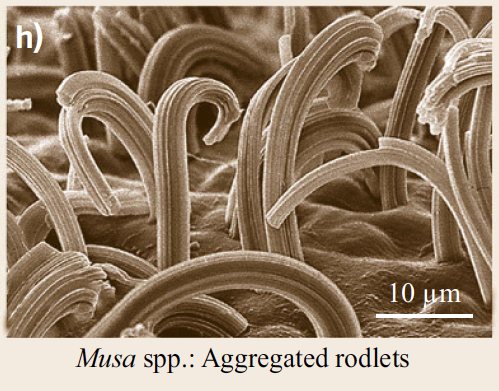 h)
10 µm
Musa spp.: Aggregated rodlets